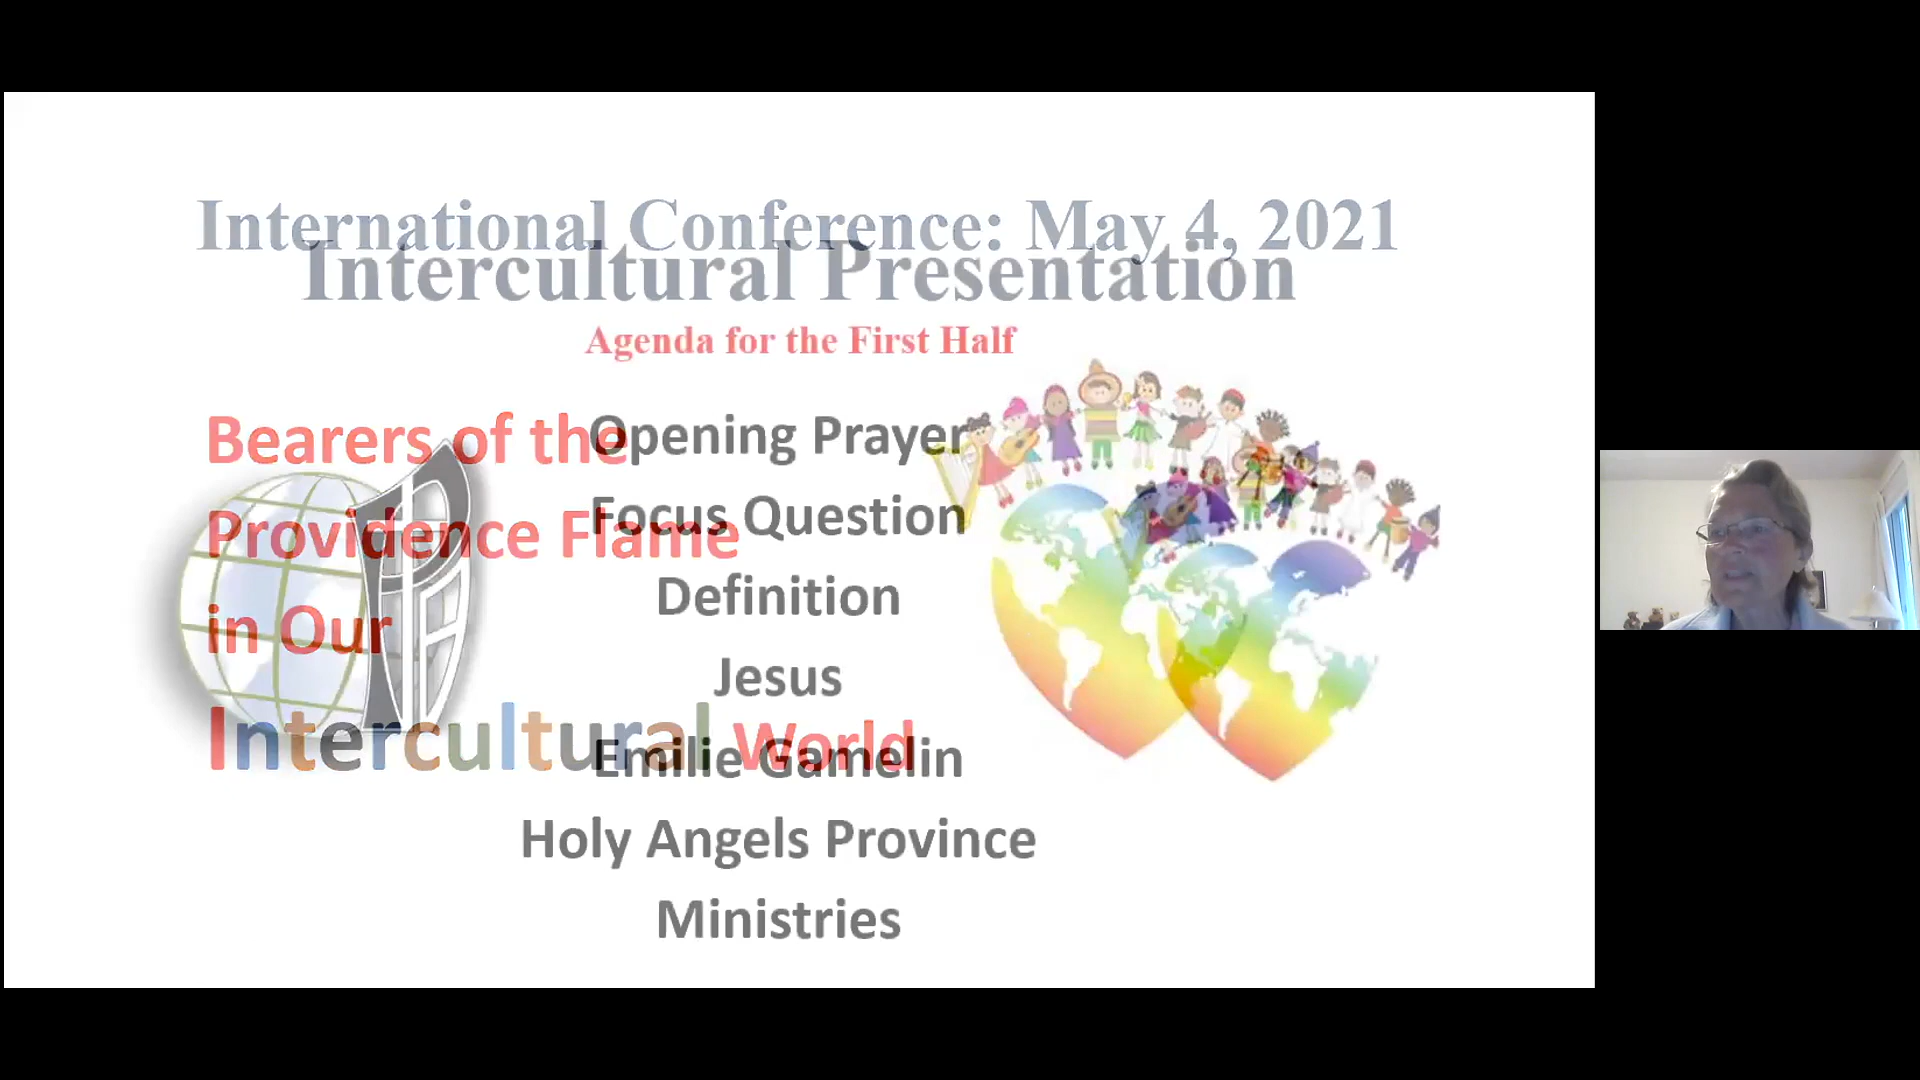 International Conference: May 4, 2021
Intercultural Presentation
Agenda for the First Half
Bearers of the
Providence Flame
in Our
Intercultural World
Opening Prayer
Focus Question
Definition
Jesus
Emilie Gamelin
Holy Angels Province
Ministries